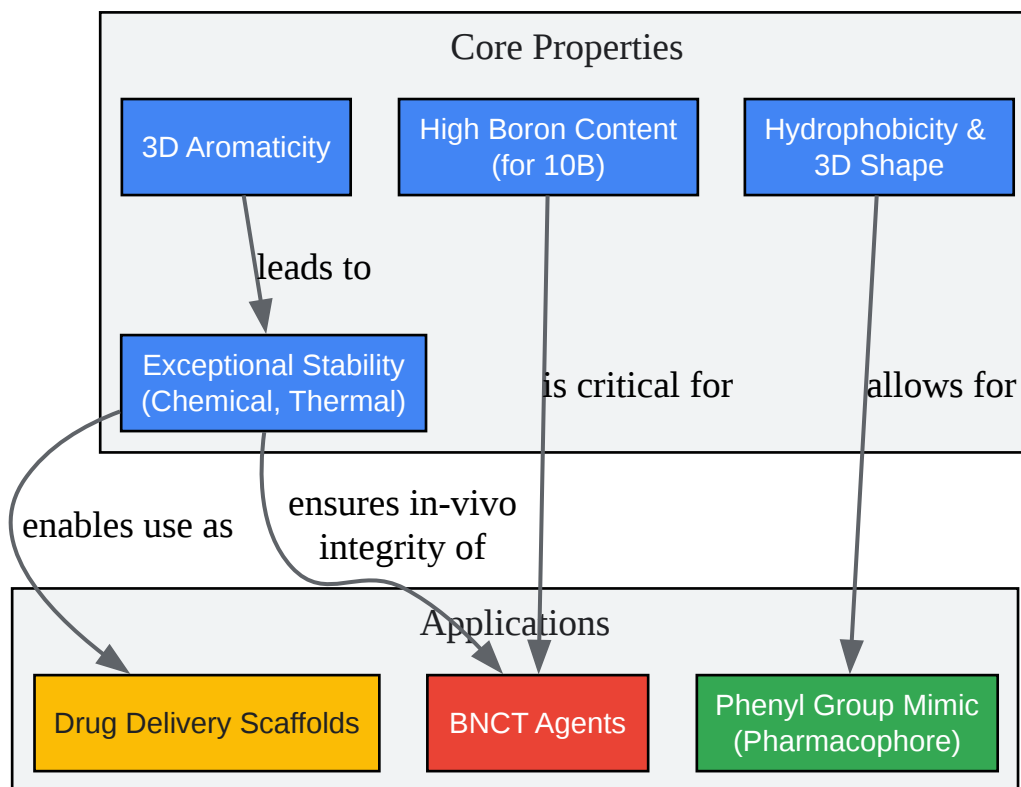 Core Properties
3D Aromaticity
High Boron Content
(for 10B)
Hydrophobicity &
3D Shape
leads to
Exceptional Stability
(Chemical, Thermal)
is critical for
allows for
enables use as
ensures in-vivo
integrity of
Applications
Drug Delivery Scaffolds
BNCT Agents
Phenyl Group Mimic
(Pharmacophore)